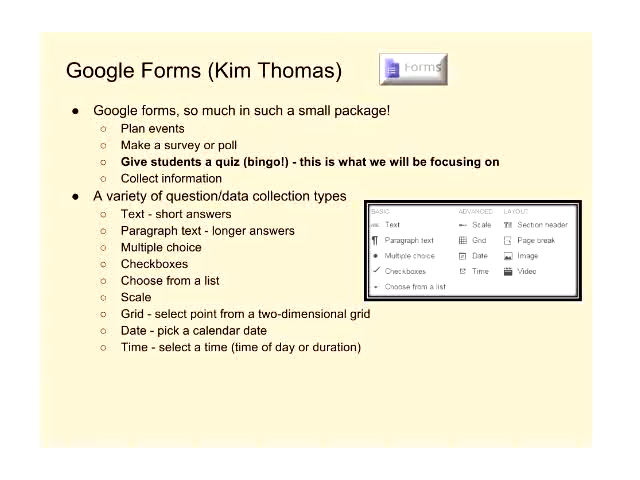 Google Forms (Kim Thomas)
Forms
● Google forms, so much in such a small package!
○ Plan events
○ Make a survey or poll
○ Give students a quiz (bingo!) - this is what we will be focusing on
○ Collect information
● A variety of question/data collection types
○ Text - short answers
○ Paragraph text - longer answers
○ Multiple choice
○ Checkboxes
○ Choose from a list
○ Scale
○ Grid - select point from a two-dimensional grid
○ Date - pick a calendar date
○ Time - select a time (time of day or duration)
BASIC ADVANCED LAYOUT
Text Scale Section header
Paragraph text Grid Page break
Multiple choice Date Image
Checkboxes Time Video
Choose from a list